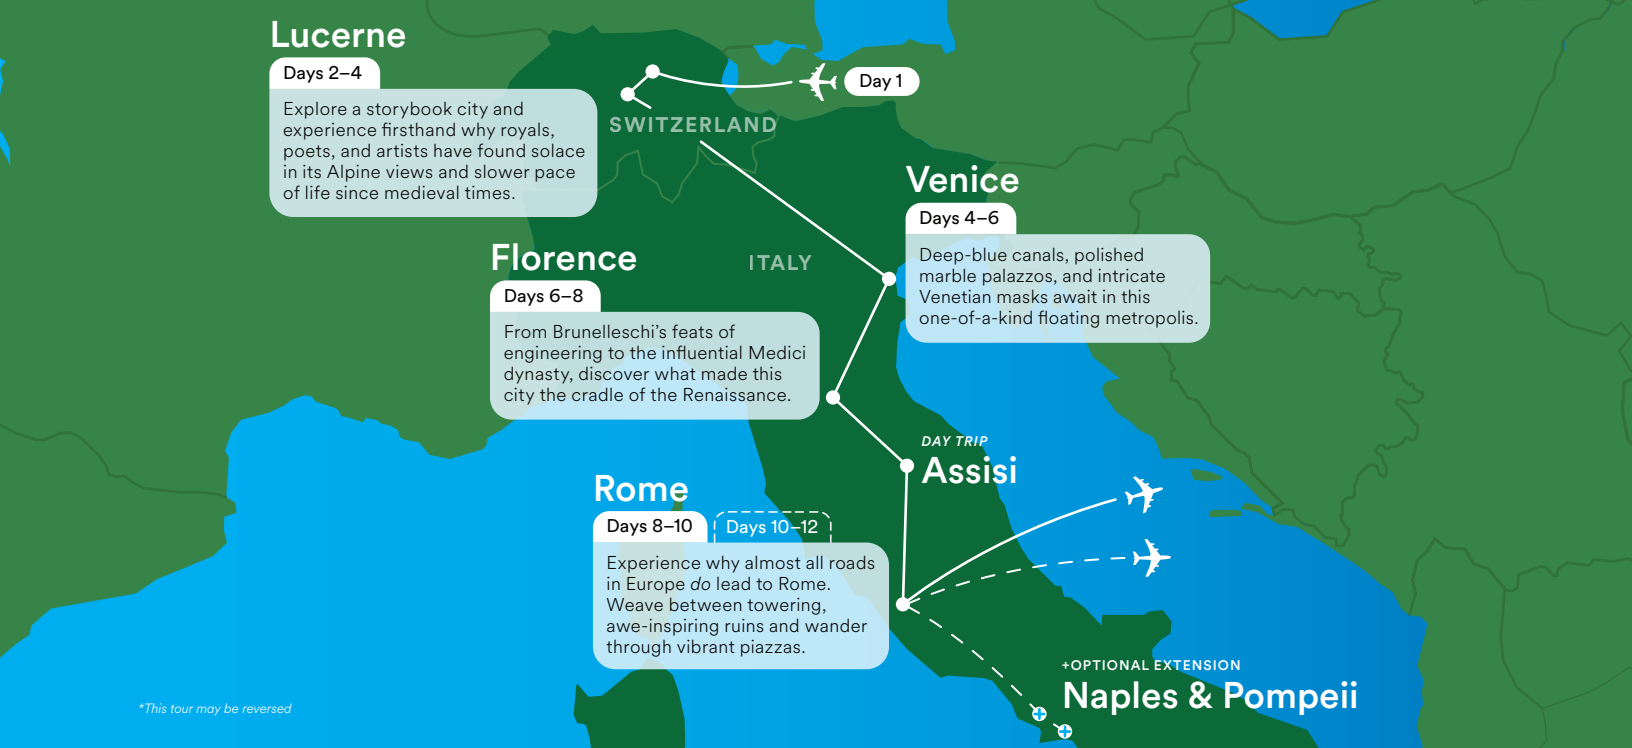 Lucerne
Days 2–4
Explore a storybook city and
experience firsthand why royals,
poets, and artists have found solace
in its Alpine views and slower pace
of life since medieval times.
Day 1
SWITZERLAND
Venice
Days 4–6
Deep-blue canals, polished
marble palazzos, and intricate
Venetian masks await in this
one-of-a-kind floating metropolis.
ITALY
Florence
Days 6–8
From Brunelleschi’s feats of
engineering to the influential Medici
dynasty, discover what made this
city the cradle of the Renaissance.
DAY TRIP
Assisi
Rome
Days 8–10
Days 10–12
Experience why almost all roads
in Europe do lead to Rome.
Weave between towering,
awe-inspiring ruins and wander
through vibrant piazzas.
+OPTIONAL EXTENSION
Naples & Pompeii
*This tour may be reversed